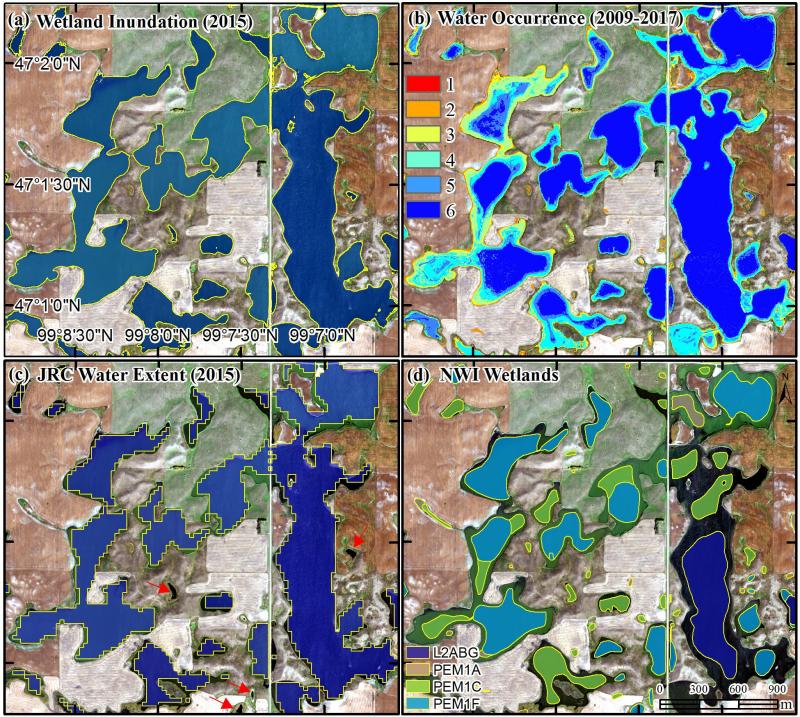 (a) Wetland Inundation (2015)
47°2'0"N
47°1'30"N
47°1'0"N
99°8'30"N 99°8'0"N 99°7'30"N 99°7'0"N
(b) Water Occurrence (2009-2017)
1
2
3
4
5
6
(c) JRC Water Extent (2015)
(d) NWI Wetlands
N
L2ABG
PEM1A
PEM1C
PEM1F
0 300 600 900
m